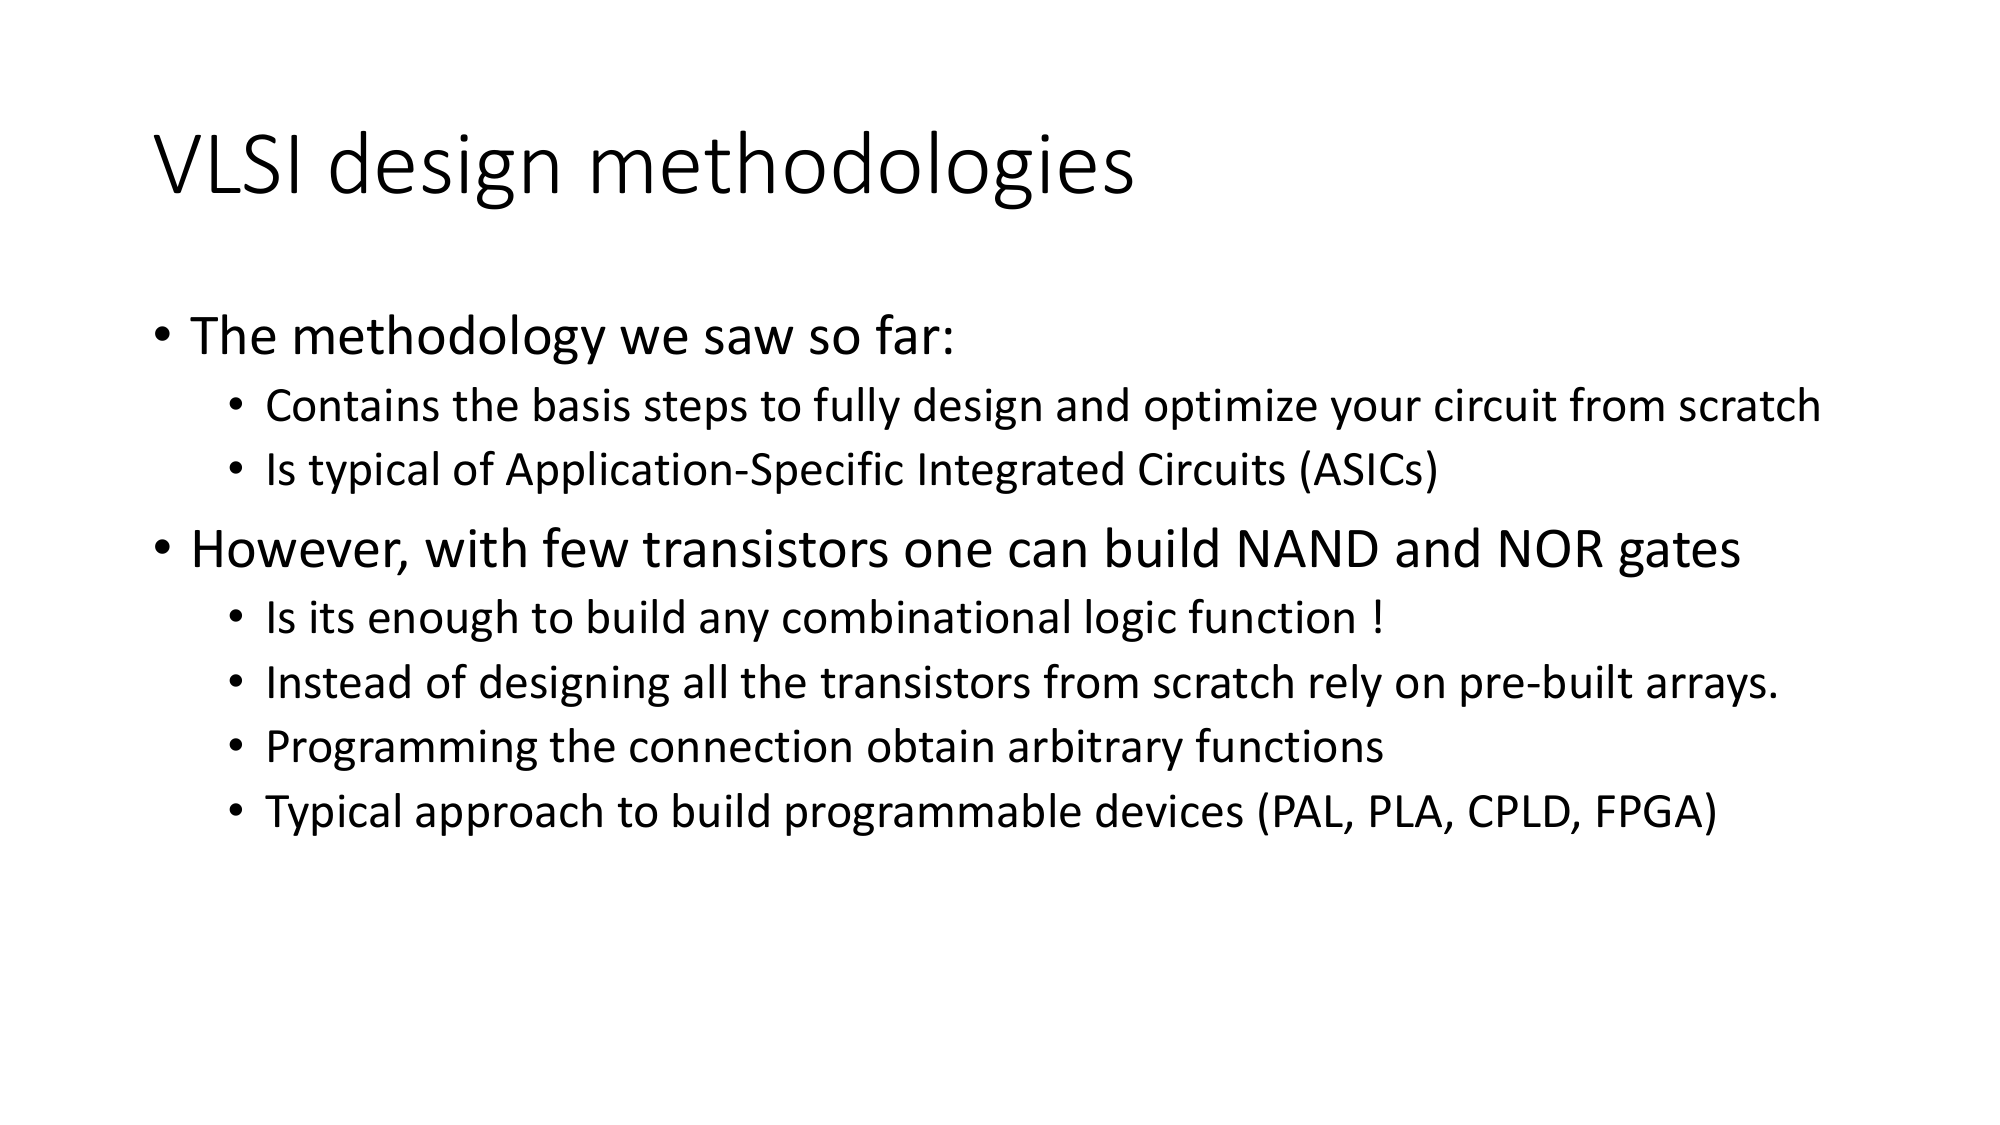 VLSI design methodologies
• The methodology we saw so far:
• Contains the basis steps to fully design and optimize your circuit from scratch
• Is typical of Application-Specific Integrated Circuits (ASICs)
• However, with few transistors one can build NAND and NOR gates
• Is its enough to build any combinational logic function !
• Instead of designing all the transistors from scratch rely on pre-built arrays.
• Programming the connection obtain arbitrary functions
• Typical approach to build programmable devices (PAL, PLA, CPLD, FPGA)